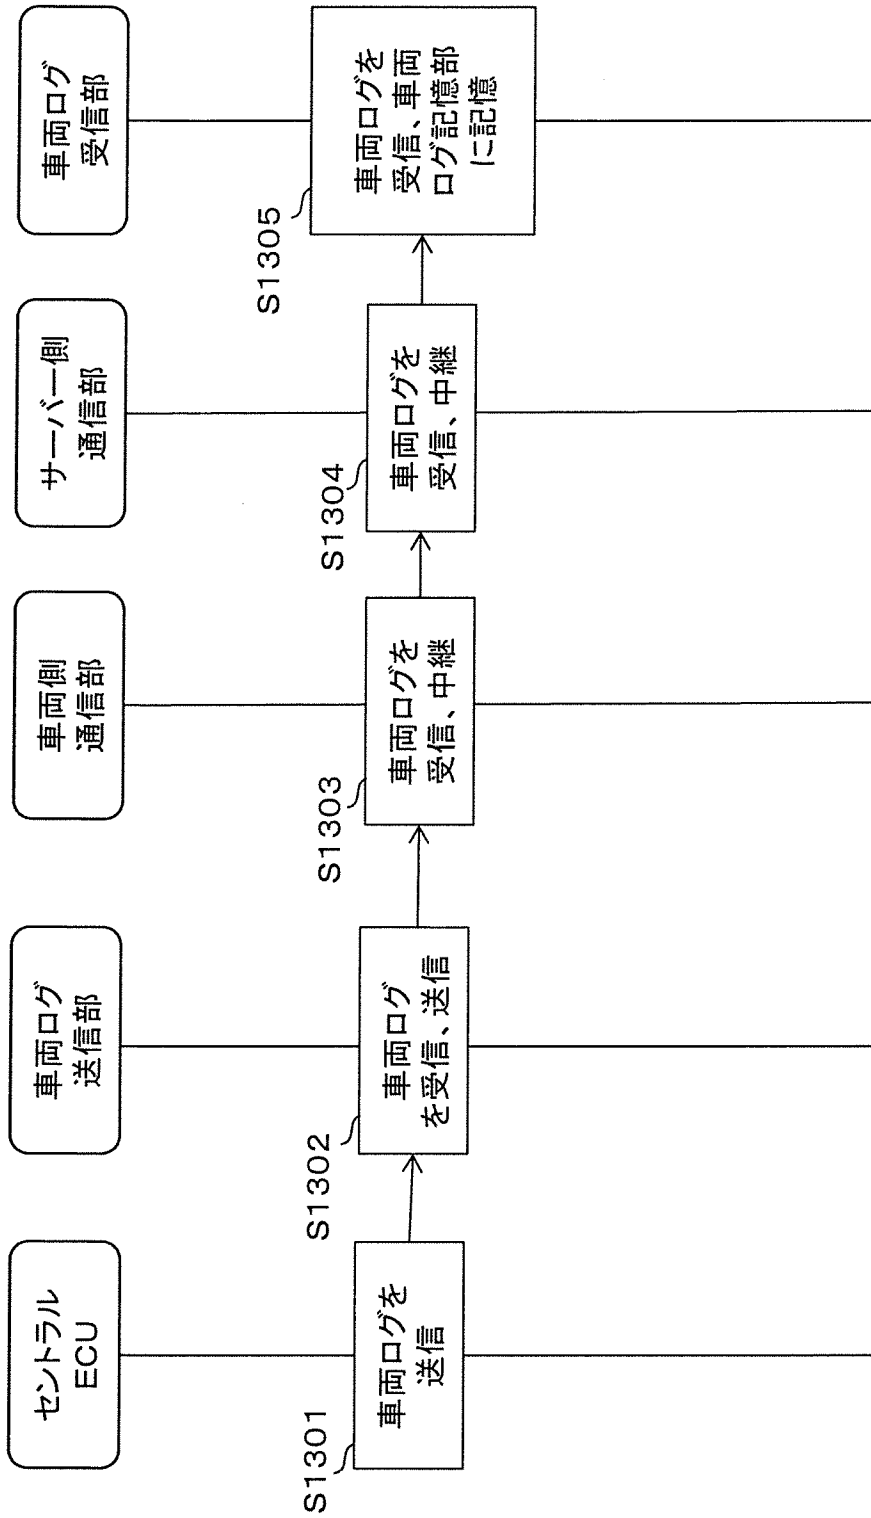 セントラル
ECU
車両ログ
送信部
車両側
通信部
サーバー側
通信部
車両ログ
受信部
S1301
車両ログを
送信
S1302
車両ログ
を受信、送信
S1303
車両ログを
受信、中継
S1304
車両ログを
受信、中継
S1305
車両ログを
受信、車両
ログ記憶部
に記憶